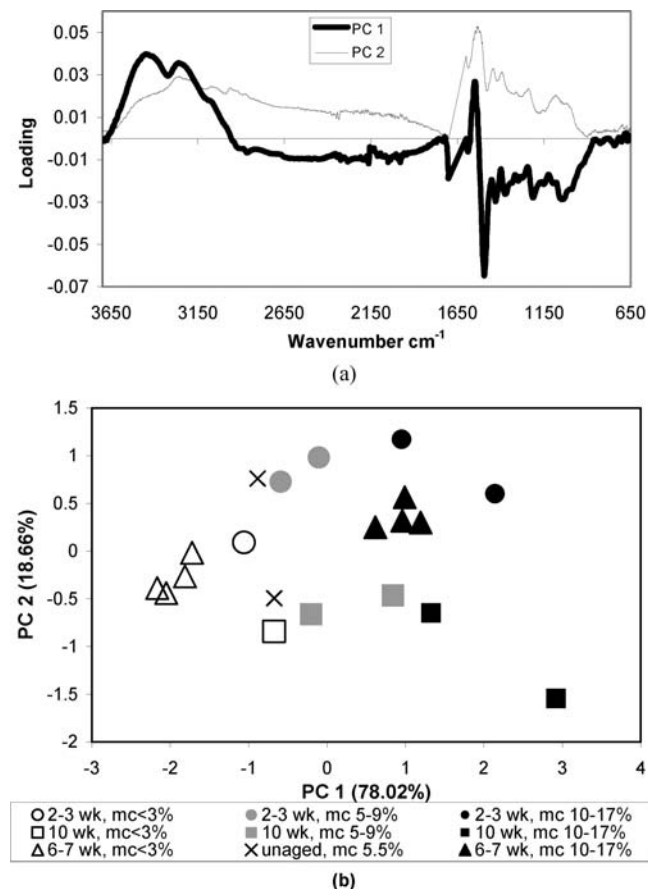 0.05
0.03
0.01
-0.01
-0.03
-0.05
-0.07
Loading
PC 1
PC 2
3650 3150 2650 2150 1650 1150 650
Wavenumber cm-1
(a)
1.5
1
0.5
0
-0.5
-1
-1.5
-2
PC 2 (18.66%)
-3 -2 -1 0 1 2 3 4
PC 1 (78.02%)
2-3 wk, mc<3% 2-3 wk, mc 5-9% 2-3 wk, mc 10-17%
10 wk, mc<3% 10 wk, mc 5-9% 10 wk, mc 10-17%
6-7 wk, mc<3% unaged, mc 5.5% 6-7 wk, mc 10-17%
(b)